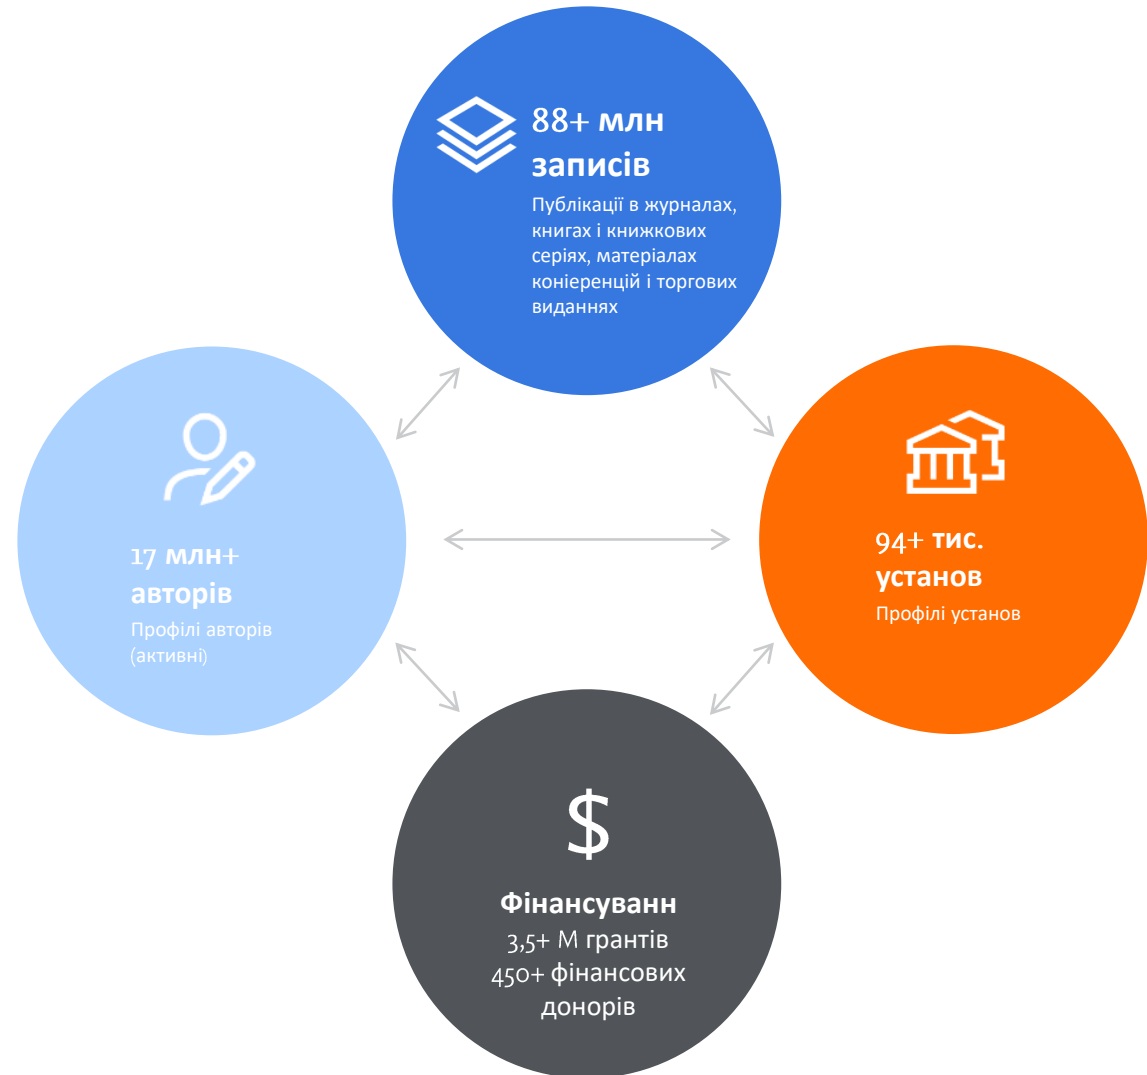 88+ млн
записів
Публікації в журналах,
книгах і книжкових
серіях, матеріалах
коніеренцій і торгових
виданнях
17 млн+
авторів
Профілі авторів
(активні)
94+ тис.
установ
Профілі установ
$
Фінансуванн
3,5+ М грантів
450+ фінансових
донорів